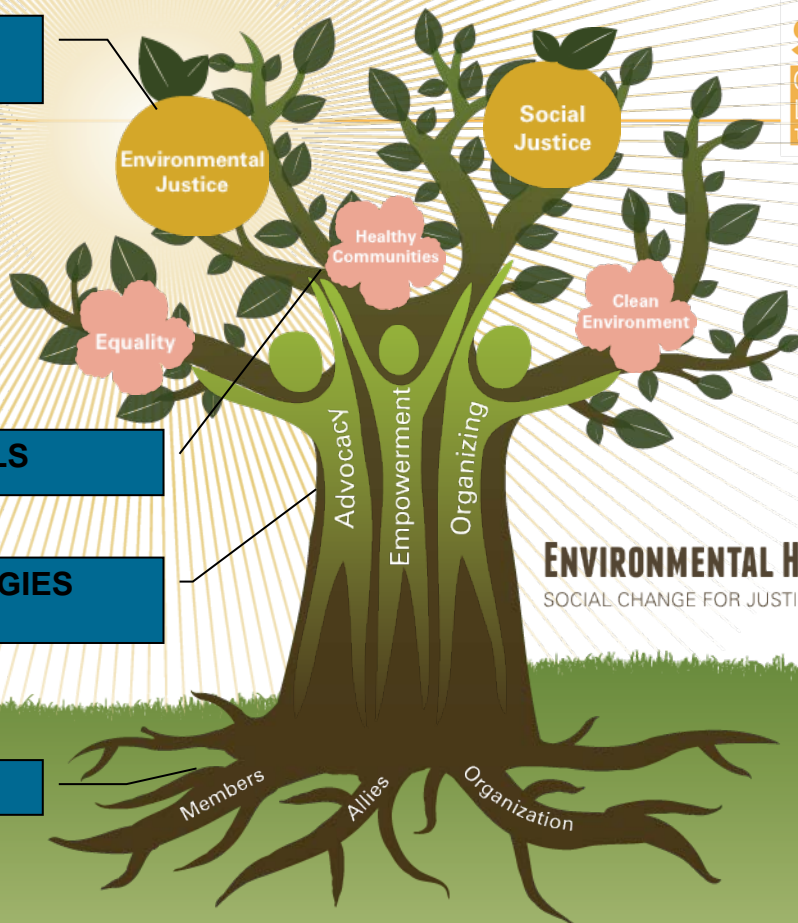 Environmental
Justice
Social
Justice
Healthy
Communities
Equality
Clean
Environment
LS
GIES
Advocacy
Empowerment
Organizing
ENVIRONMENTAL H
SOCIAL CHANGE FOR JUSTI
Members
Allies
Organization